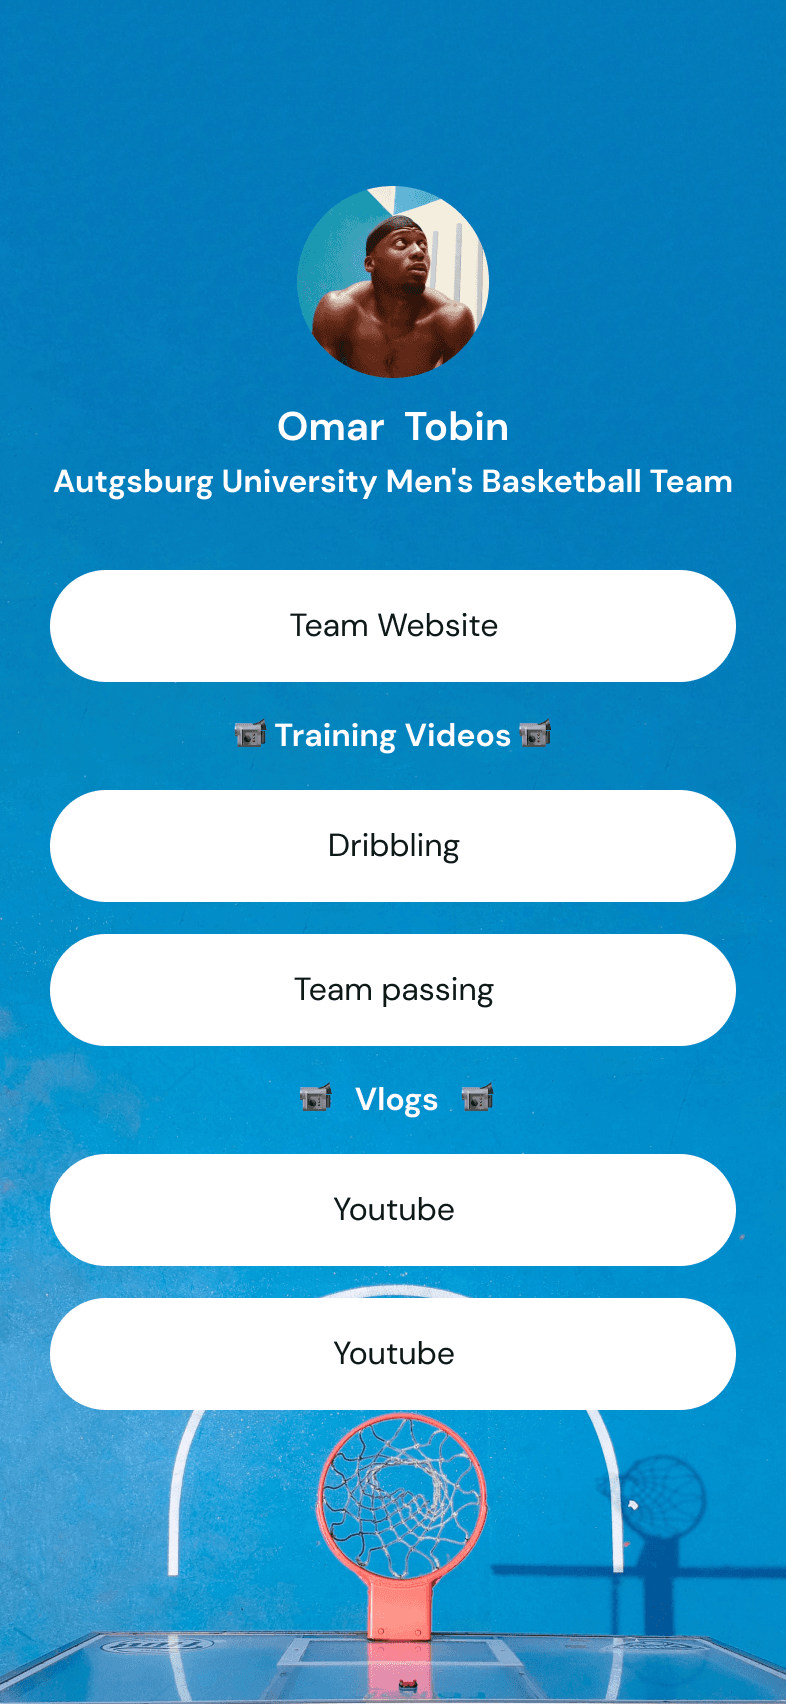 Omar Tobin
Autgsburg University Men's Basketball Team
Team Website
📹 Training Videos 📹
Dribbling
Team passing
📹 Vlogs 📹
Youtube
Youtube